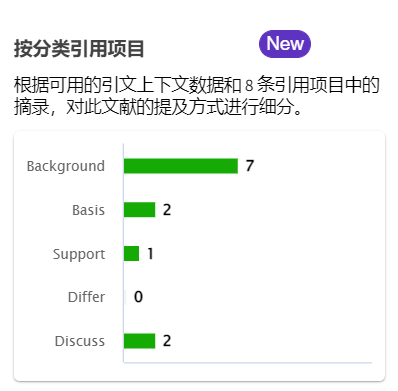 按分类引用项目 New
根据可用的引文上下文数据和 8 条引用项目中的
摘录，对此文献的提及方式进行细分。
Background 7
Basis 2
Support 1
Differ 0
Discuss 2